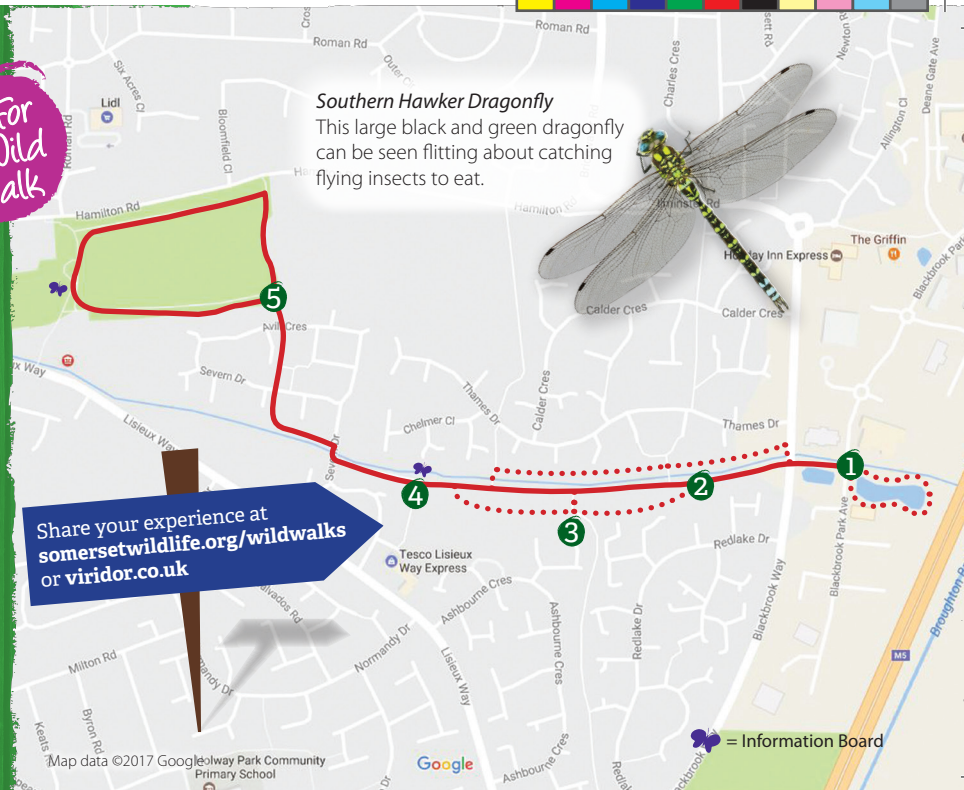 For
Wild
Walk
Southern Hawker Dragonfly
This large black and green dragonfly
can be seen flitting about catching
flying insects to eat.
Roman Rd
Roman Rd
Outer
Six Acres Cl
Lidl
Roman Rd
Bloomfield Cl
Charles Cres
Allington Cl
Deane Gate Ave
Hamilton Rd
Hamilton Rd
Holiday Inn Express
The Griffin
Blackbrook Park
Calder Cres
Calder Cres
Calder Cres
5
Avill Cres
Severn Dr
Lisieux Way
Chelmer Cl
Thames Dr
Thames Dr
1
2
3
4
Share your experience at
somersetwildlife.org/wildwalks
or viridor.co.uk
Tesco Lisieux
Way Express
Redlake Dr
Blackbrook Park Ave
Blackbrook Way
Broughton
M5
Ashbourne Cres
Ashbourne Cres
Redlake Dr
Normandy Dr
Lisieux Way
Milton Rd
Byron Rd
Keats
Ashbourne Cres
= Information Board
Map data ©2017 Google
olway Park Community
Primary School
Google